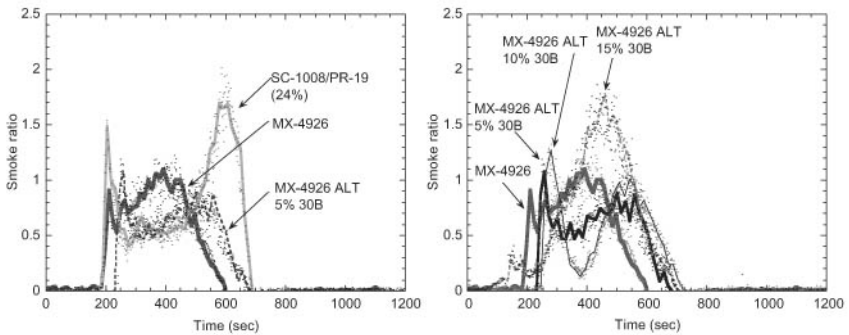 2.5
2
1.5
1
0.5
0
Smoke ratio
SC-1008/PR-19
(24%)
MX-4926
MX-4926 ALT
5% 30B
0 200 400 600 800 1000 1200
Time (sec)
2.5
2
1.5
1
0.5
0
Smoke ratio
MX-4926 ALT
10% 30B
MX-4926 ALT
15% 30B
MX-4926 ALT
5% 30B
MX-4926
0 200 400 600 800 1000 1200
Time (sec)